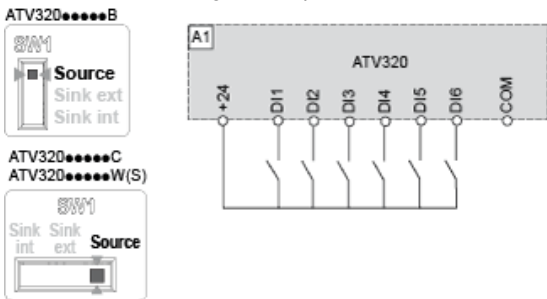 ATV320●●●●●B
SW1
Source
Sink ext
Sink int
ATV320●●●●●C
ATV320●●●●●W(S)
SW1
Sink int
Sink ext
Source
A1
ATV320
+24
DI1
DI2
DI3
DI4
DI5
DI6
COM